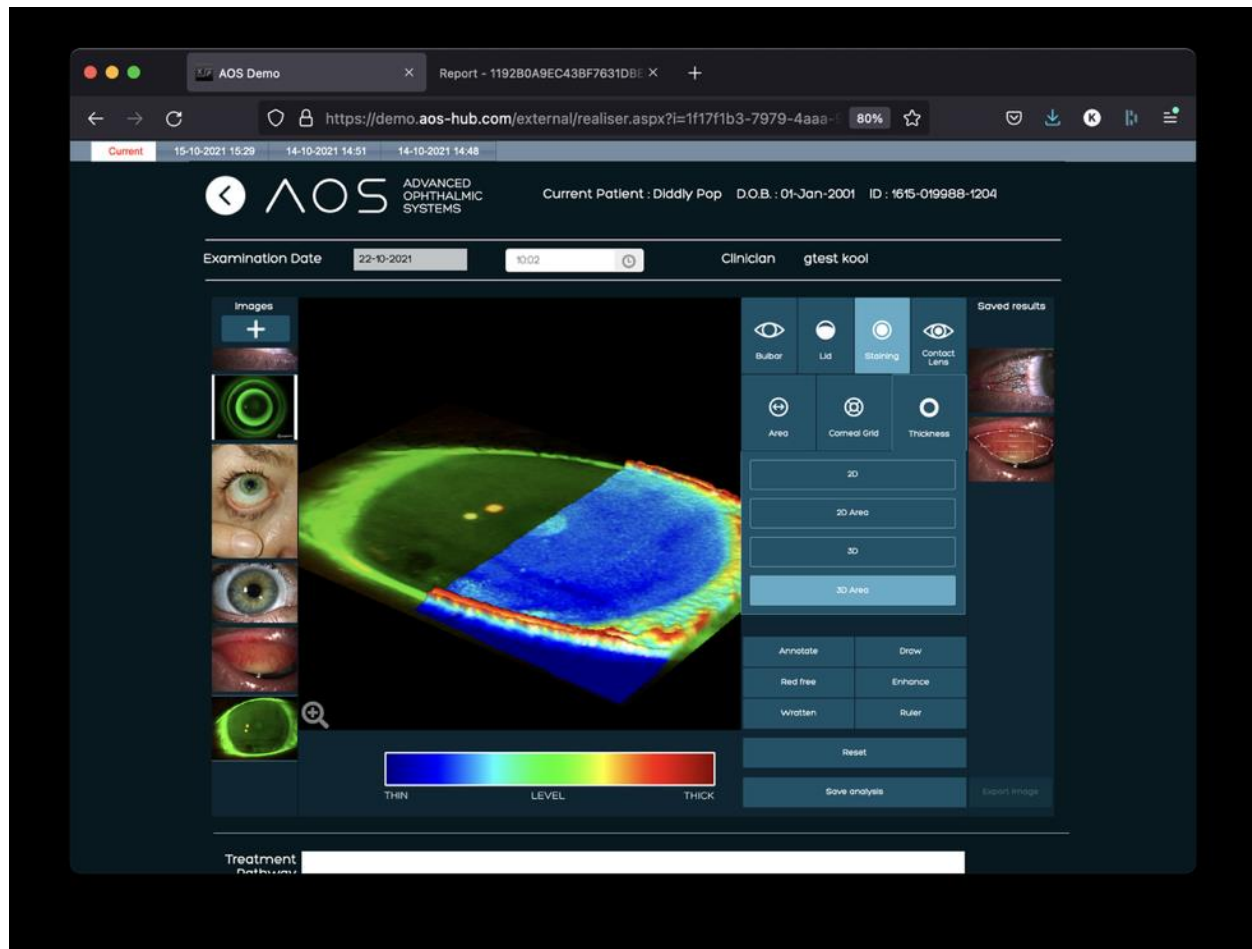 AOS Demo
Report - 1192B0A9EC43BF7631DBE
https://demo.aos-hub.com/external/realiser.aspx?i=1f17f1b3-7979-4aaa-
80%
K
Current 15-10-2021 15:29 14-10-2021 14:51 14-10-2021 14:48
AOS
ADVANCED
OPHTHALMIC
SYSTEMS
Current Patient : Diddly Pop D.O.B. : 01-Jan-2001 ID : 1615-019988-1204
Examination Date 22-10-2021 10:02 Clinician gtest kool
Images
Bulbar Lid Staining Contact
Lens
Saved results
Area Corneal Grid Thickness
2D
2D Area
3D
3D Area
Annotate Draw
Red free Enhance
Wratten Ruler
Reset
Save analysis
Export Image
THIN LEVEL THICK
Treatment
Pathway